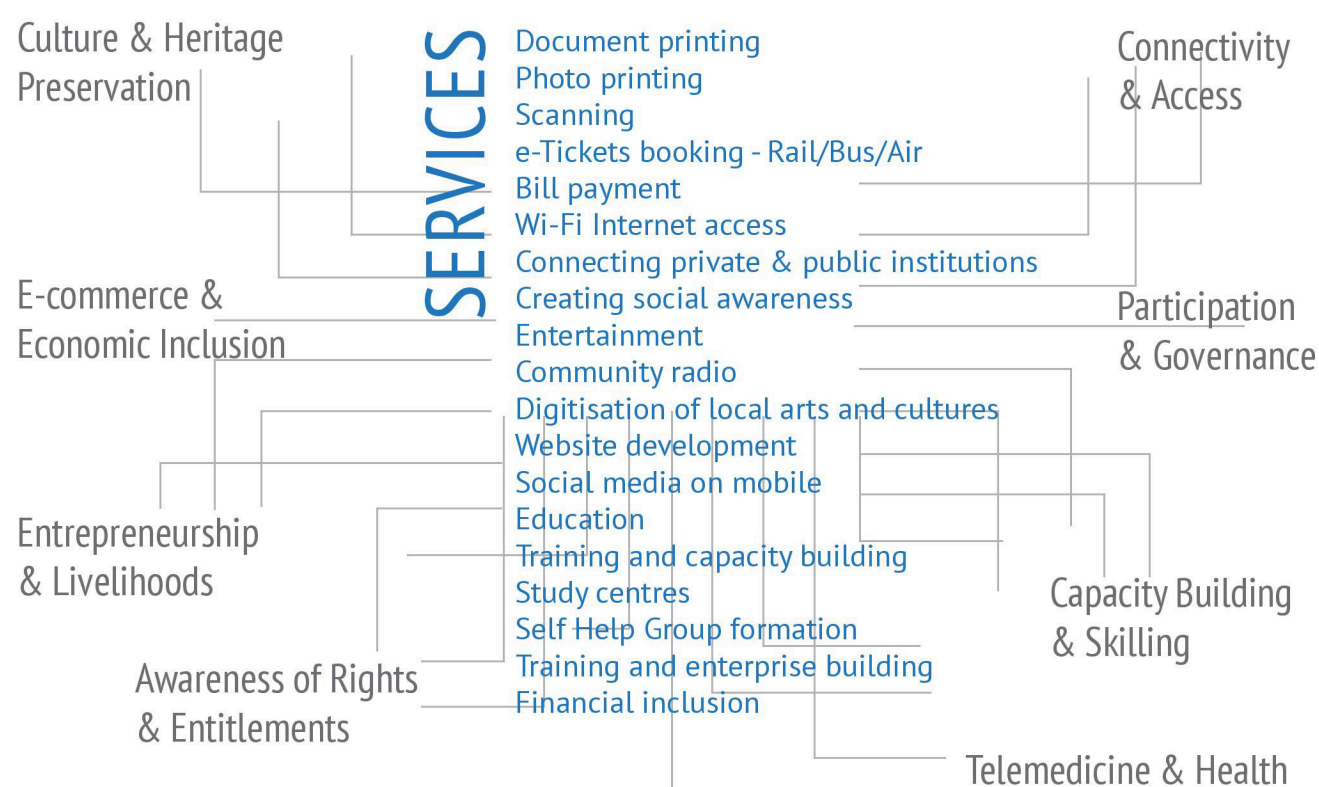 Culture & Heritage
Preservation
E-commerce &
Economic Inclusion
Entrepreneurship
& Livelihoods
Awareness of Rights
& Entitlements
SERVICES
Document printing
Photo printing
Scanning
e-Tickets booking - Rail/Bus/Air
Bill payment
Wi-Fi Internet access
Connecting private & public institutions
Creating social awareness
Entertainment
Community radio
Digitisation of local arts and cultures
Website development
Social media on mobile
Education
Training and capacity building
Study centres
Self Help Group formation
Training and enterprise building
Financial inclusion
Connectivity
& Access
Participation
& Governance
Capacity Building
& Skilling
Telemedicine & Health